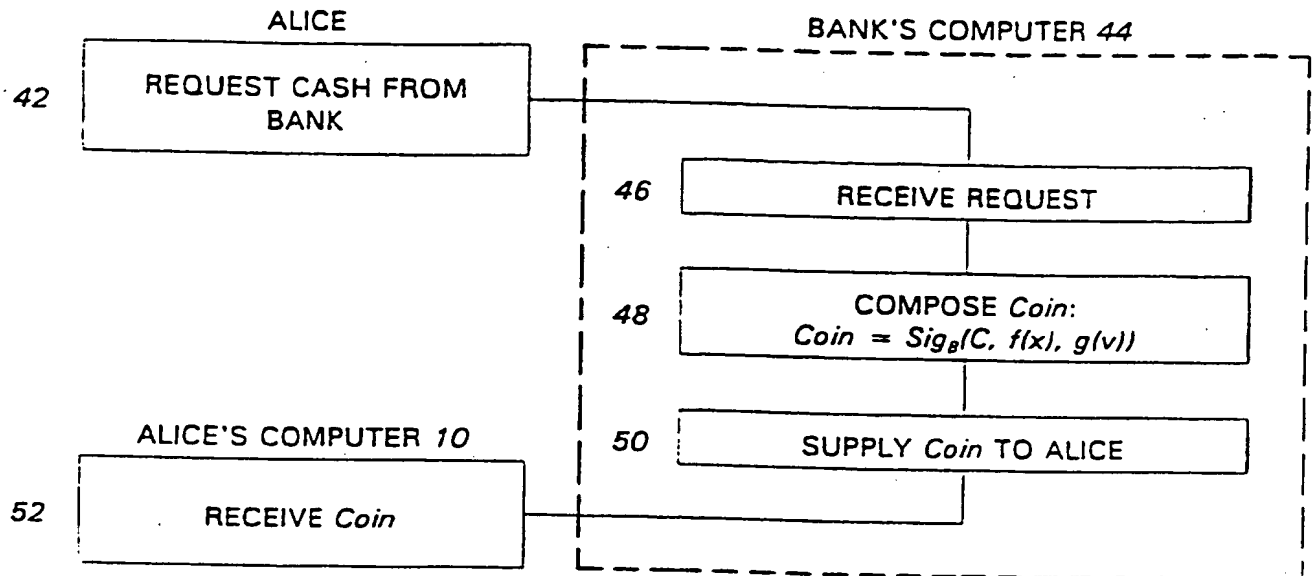 ALICE
42
REQUEST CASH FROM
BANK
BANK'S COMPUTER 44
46
RECEIVE REQUEST
48
COMPOSE Coin:
Coin = Sig_B(C, f(x), g(v))
50
SUPPLY Coin TO ALICE
ALICE'S COMPUTER 10
52
RECEIVE Coin